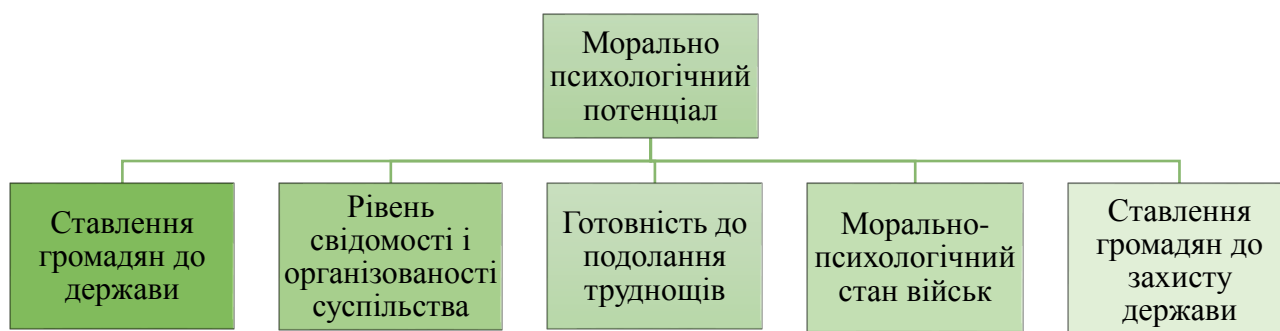 Морально
психологічний
потенціал
Ставлення
громадян до
держави
Рівень
свідомості і
організованості
суспільства
Готовність до
подолання
труднощів
Морально-
психологічний
стан військ
Ставлення
громадян до
захисту
держави